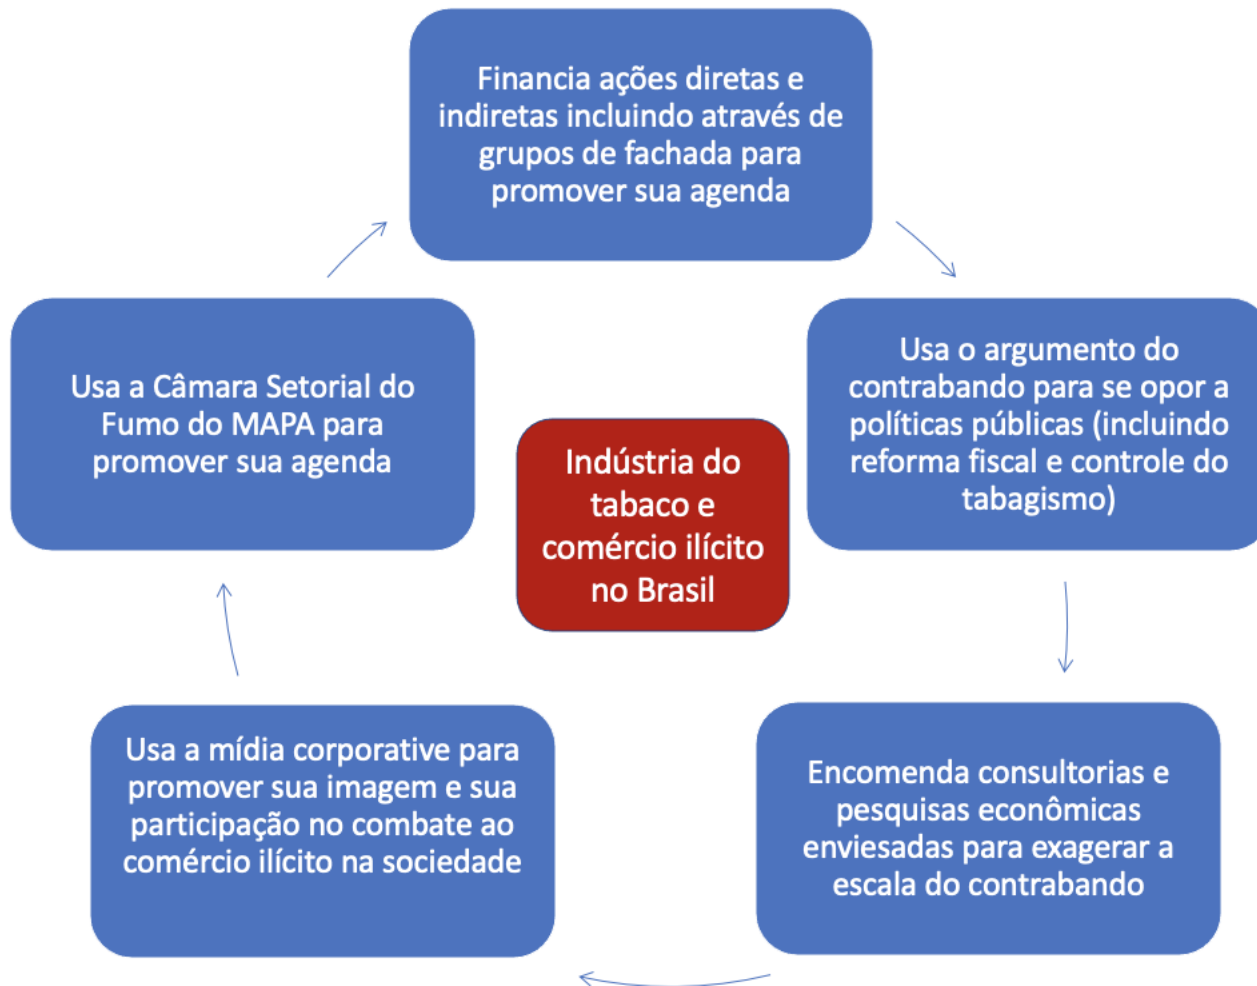 Financia ações diretas e
indiretas incluindo através de
grupos de fachada para
promover sua agenda
Usa o argumento do
contrabando para se opor a
políticas públicas (incluindo
reforma fiscal e controle do
tabagismo)
Encomenda consultorias e
pesquisas econômicas
enviesadas para exagerar a
escala do contrabando
Usa a mídia corporative para
promover sua imagem e sua
participação no combate ao
comércio ilícito na sociedade
Usa a Câmara Setorial do
Fumo do MAPA para
promover sua agenda
Indústria do
tabaco e
comércio ilícito
no Brasil